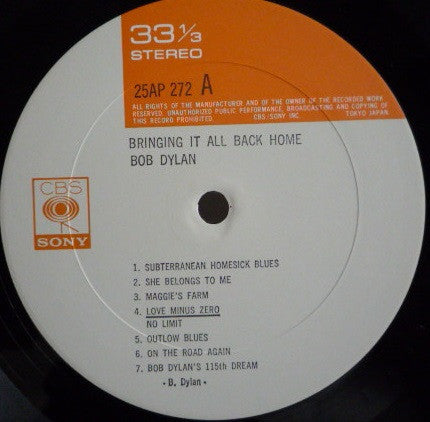 33 1/3
STEREO
25AP 272 A
ALL RIGHTS OF THE MANUFACTURER AND OF THE OWNER OF THE RECORDED WORK
RESERVED. UNAUTHORIZED PUBLIC PERFORMANCE, BROADCASTING AND COPYING OF
THIS RECORD PROHIBITED. CBS/SONY INC. TOKYO JAPAN
BRINGING IT ALL BACK HOME
BOB DYLAN
CBS
SONY
1. SUBTERRANEAN HOMESICK BLUES
2. SHE BELONGS TO ME
3. MAGGIE'S FARM
4. LOVE MINUS ZERO
NO LIMIT
5. OUTLOW BLUES
6. ON THE ROAD AGAIN
7. BOB DYLAN'S 115th DREAM
• B. Dylan •